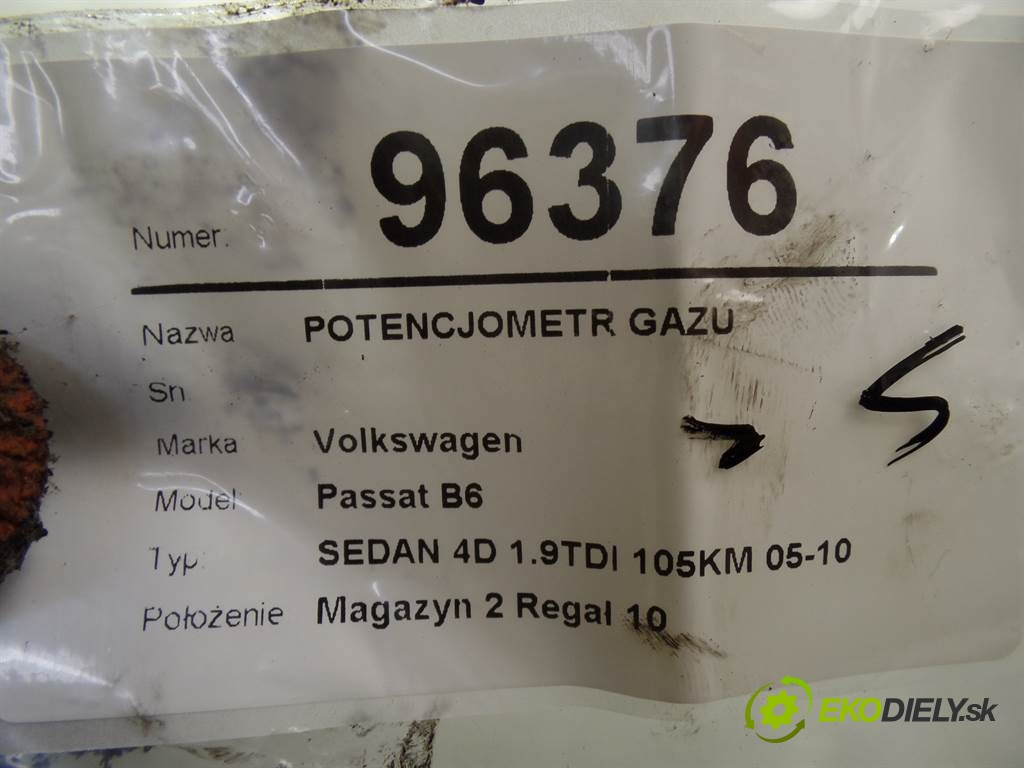 96376
Numer:
Nazwa POTENCJOMETR GAZU
Sn
Marka Volkswagen
Model Passat B6
Typ: SEDAN 4D 1.9TDI 105KM 05-10
Położenie Magazyn 2 Regał 10
EKODIELY.sk